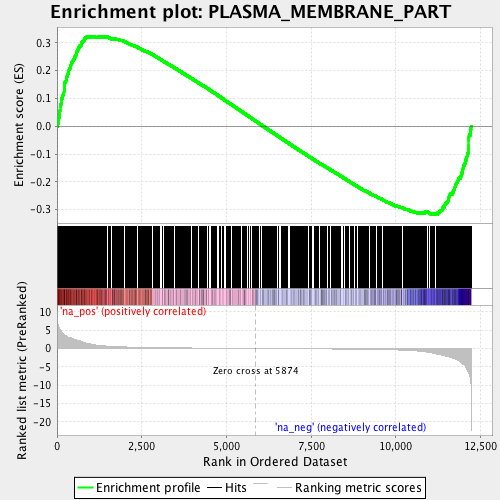 Enrichment plot: PLASMA_MEMBRANE_PART
Enrichment score (ES)
0.3
0.2
0.1
0.0
-0.1
-0.2
-0.3
'na_pos' (positively correlated)
Ranked list metric (PreRanked)
10
5
0
-5
-10
-15
-20
Zero cross at 5874
'na_neg' (negatively correlated)
0
2,500
5,000
7,500
10,000
12,500
Rank in Ordered Dataset
Enrichment profile
Hits
Ranking metric scores